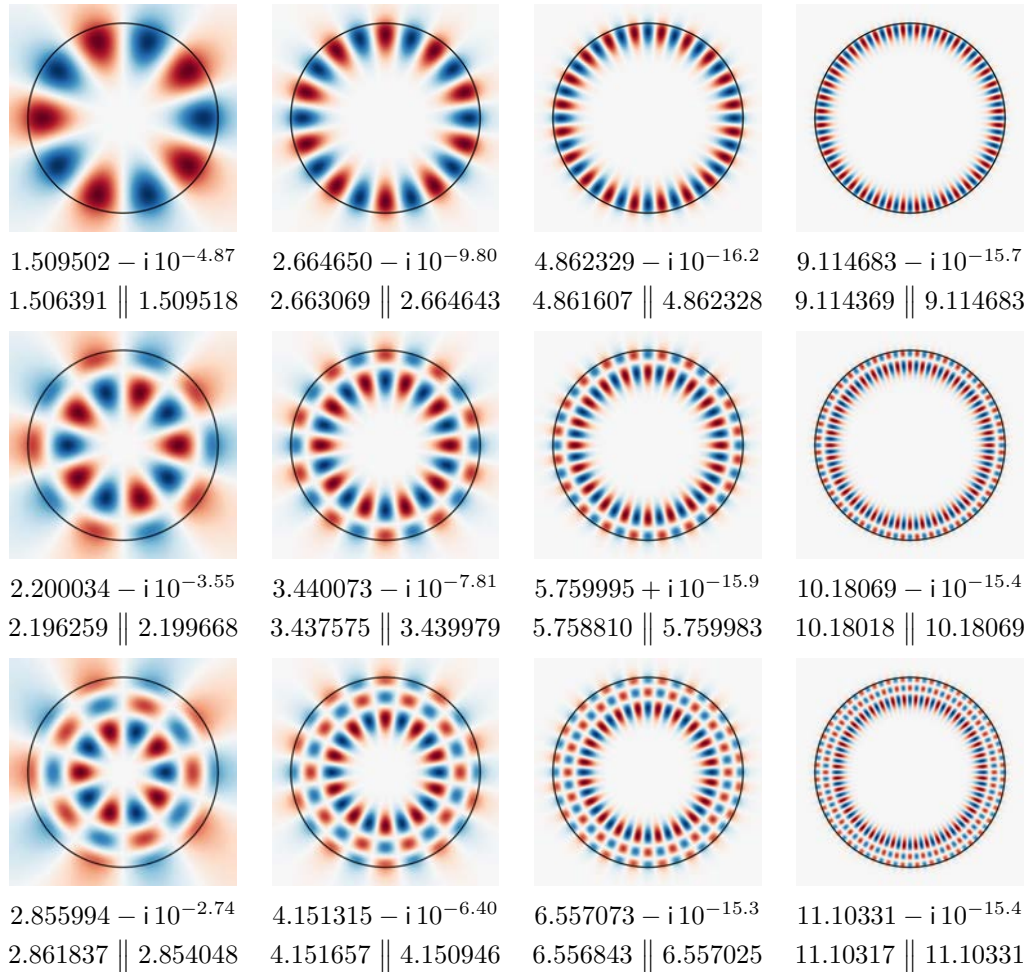 1.509502 − i 10^−4.87 2.664650 − i 10^−9.80 4.862329 − i 10^−16.2 9.114683 − i 10^−15.7
1.506391 ∥ 1.509518 2.663069 ∥ 2.664643 4.861607 ∥ 4.862328 9.114369 ∥ 9.114683
2.200034 − i 10^−3.55 3.440073 − i 10^−7.81 5.759995 + i 10^−15.9 10.18069 − i 10^−15.4
2.196259 ∥ 2.199668 3.437575 ∥ 3.439979 5.758810 ∥ 5.759983 10.18018 ∥ 10.18069
2.855994 − i 10^−2.74 4.151315 − i 10^−6.40 6.557073 − i 10^−15.3 11.10331 − i 10^−15.4
2.861837 ∥ 2.854048 4.151657 ∥ 4.150946 6.556843 ∥ 6.557025 11.10317 ∥ 11.10331